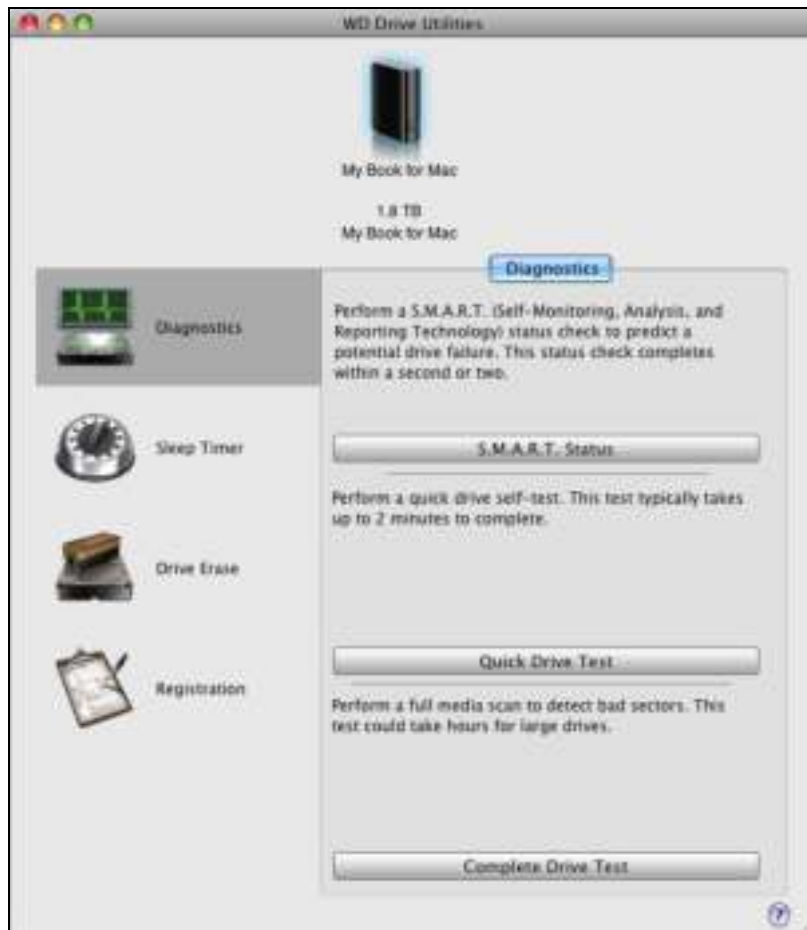 WD Drive Utilities
My Book for Mac
1.8 TB
My Book for Mac
Diagnostics
Diagnostics
Perform a S.M.A.R.T. (Self-Monitoring, Analysis, and
Reporting Technology) status check to predict a
potential drive failure. This status check completes
within a second or two.
Sleep Timer
S.M.A.R.T. Status
Perform a quick drive self-test. This test typically takes
up to 2 minutes to complete.
Drive Erase
Quick Drive Test
Registration
Perform a full media scan to detect bad sectors. This
test could take hours for large drives.
Complete Drive Test
?